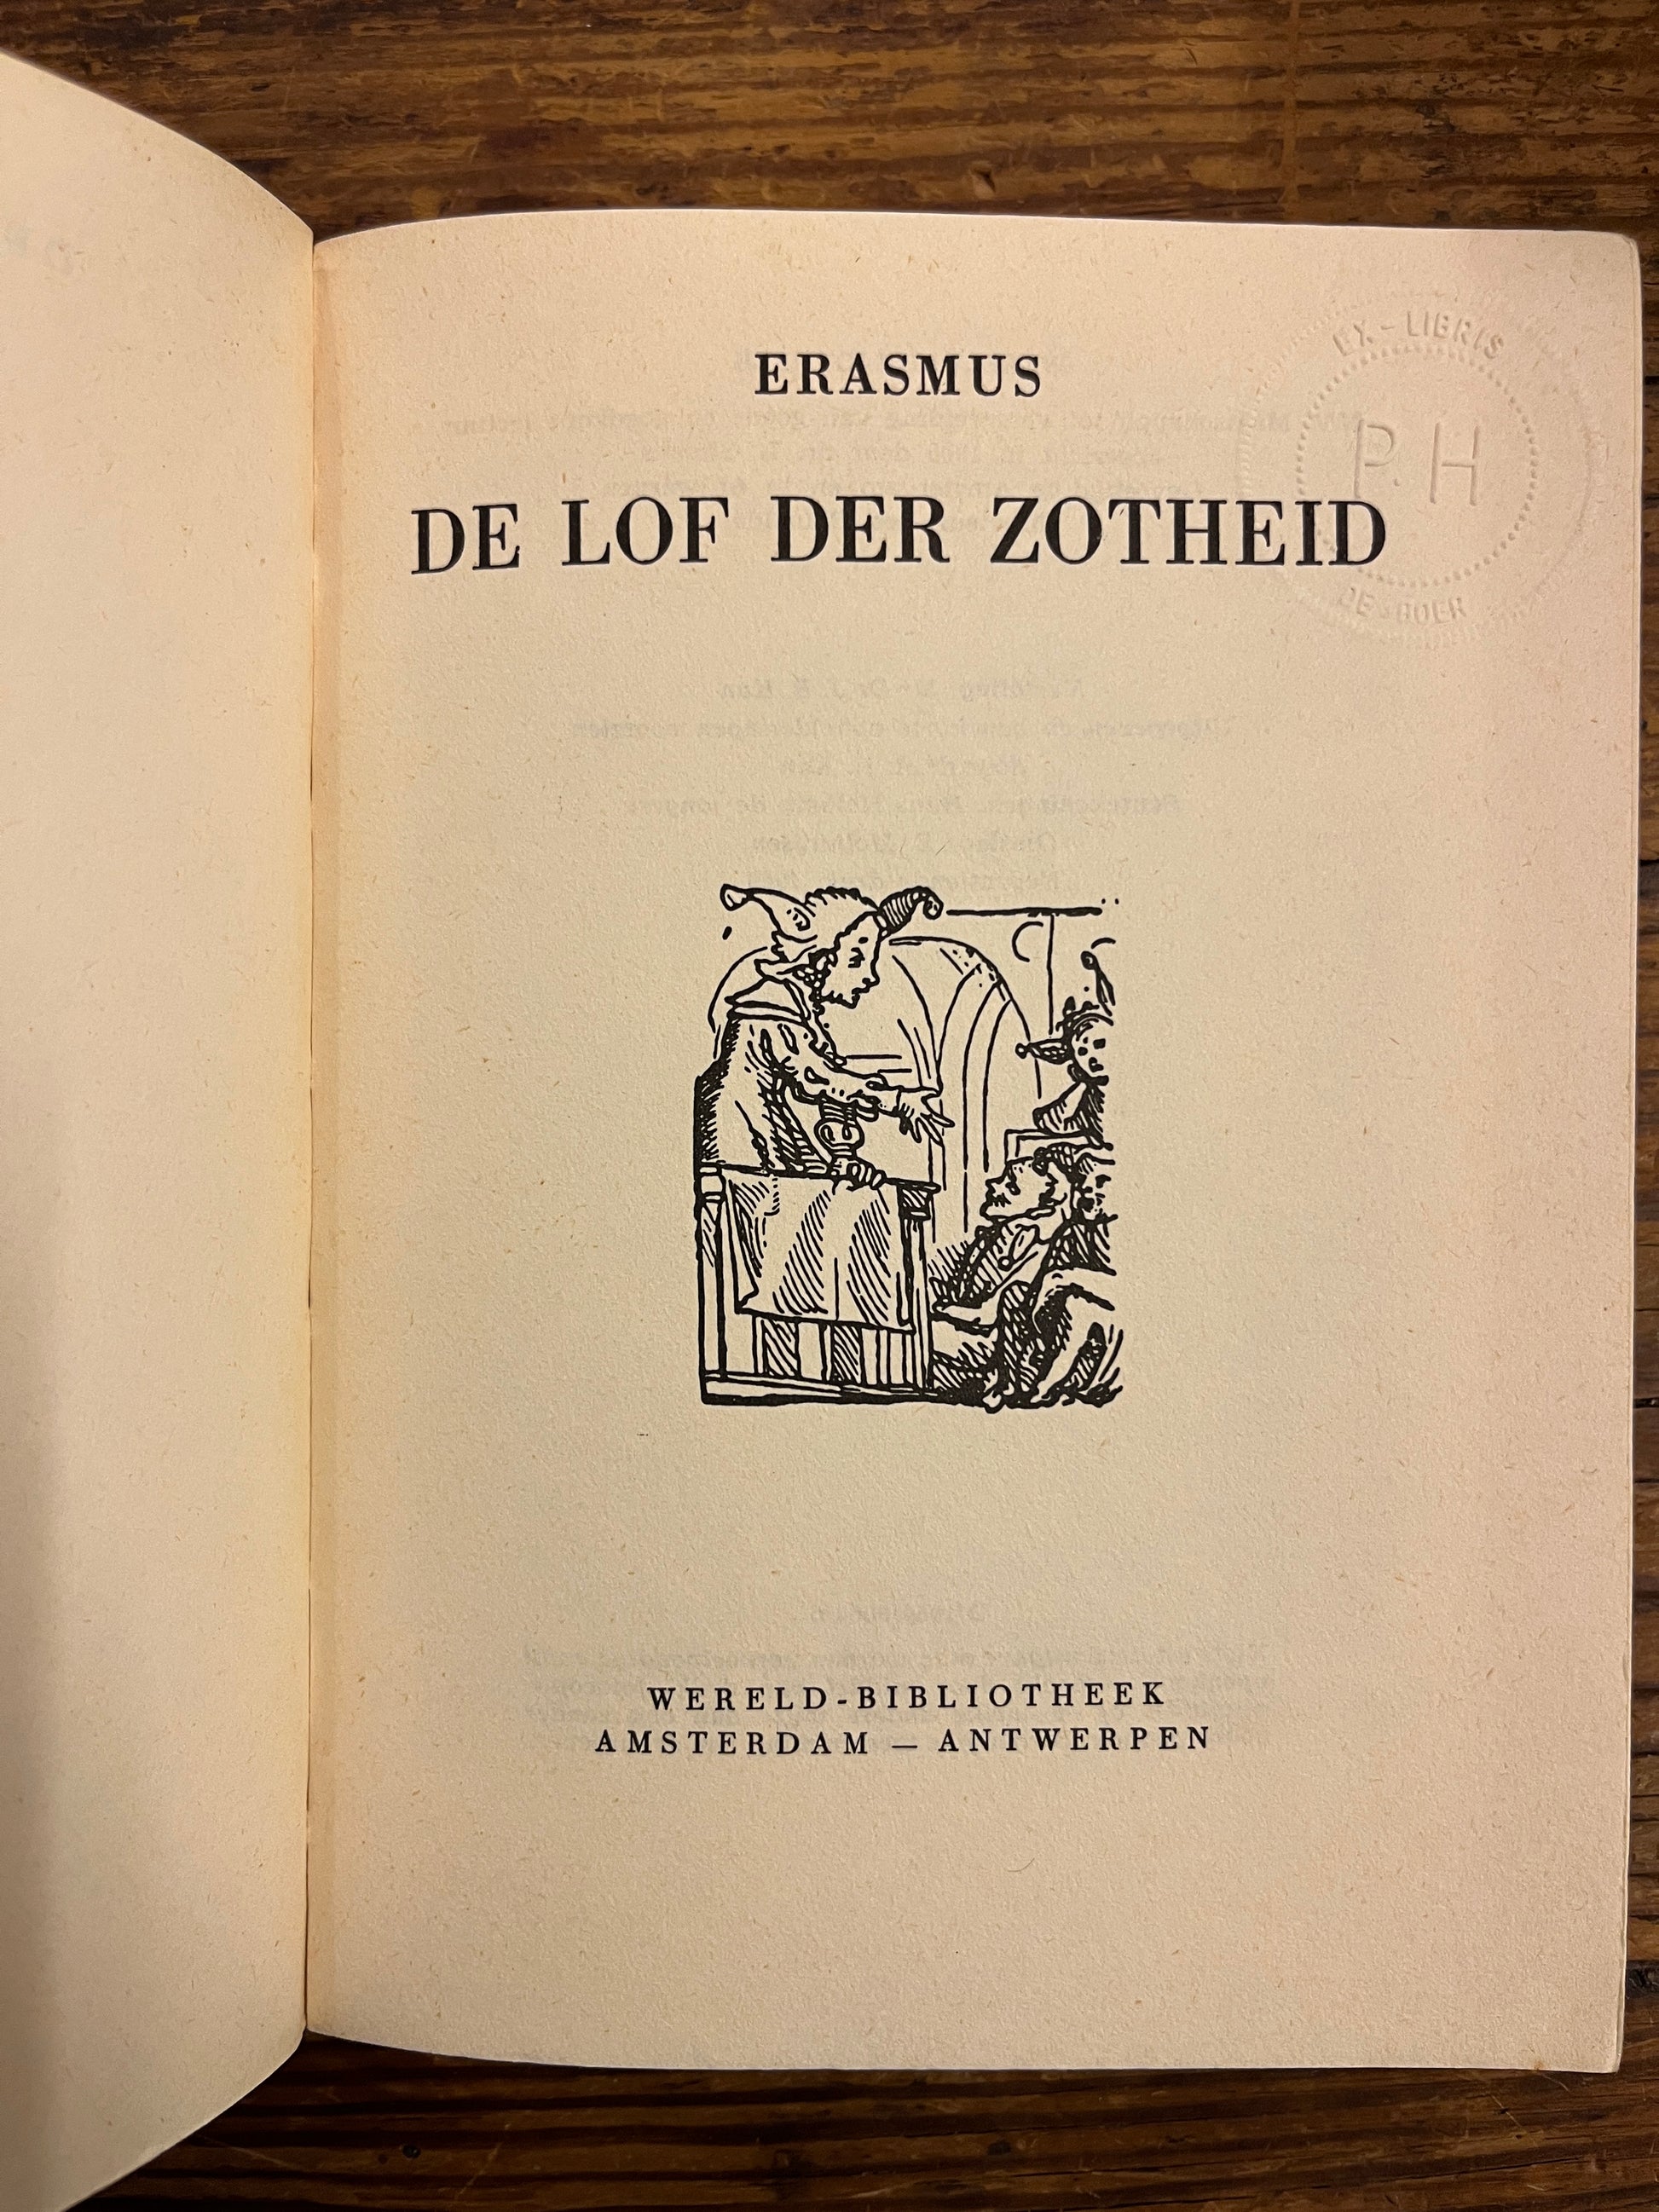 ERASMUS
DE LOF DER ZOTHEID
EX-LIBRIS
P. H
DE BOER
WERELD-BIBLIOTHEEK
AMSTERDAM — ANTWERPEN